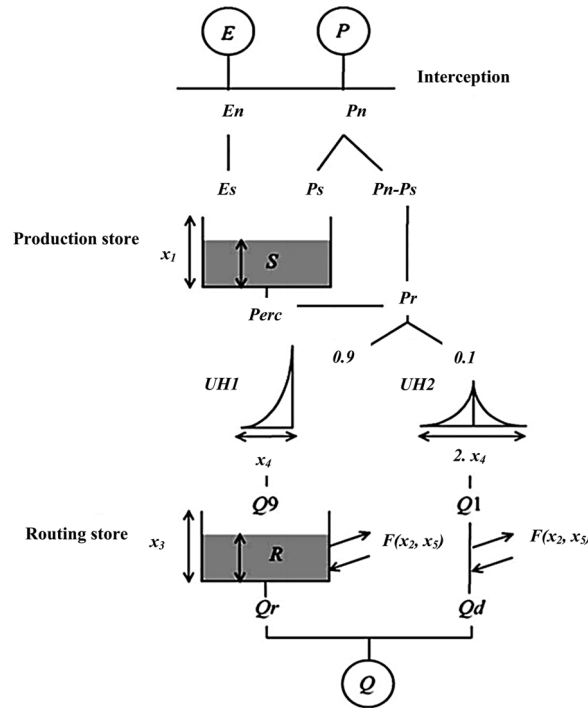 E P
Interception
En Pn
Es Ps Pn-Ps
Production store x1 S
Perc Pr
0.9 0.1
UH1 UH2
x4 2. x4
Q9 Q1
Routing store x3 R F(x2, x5) F(x2, x5)
Qr Qd
Q